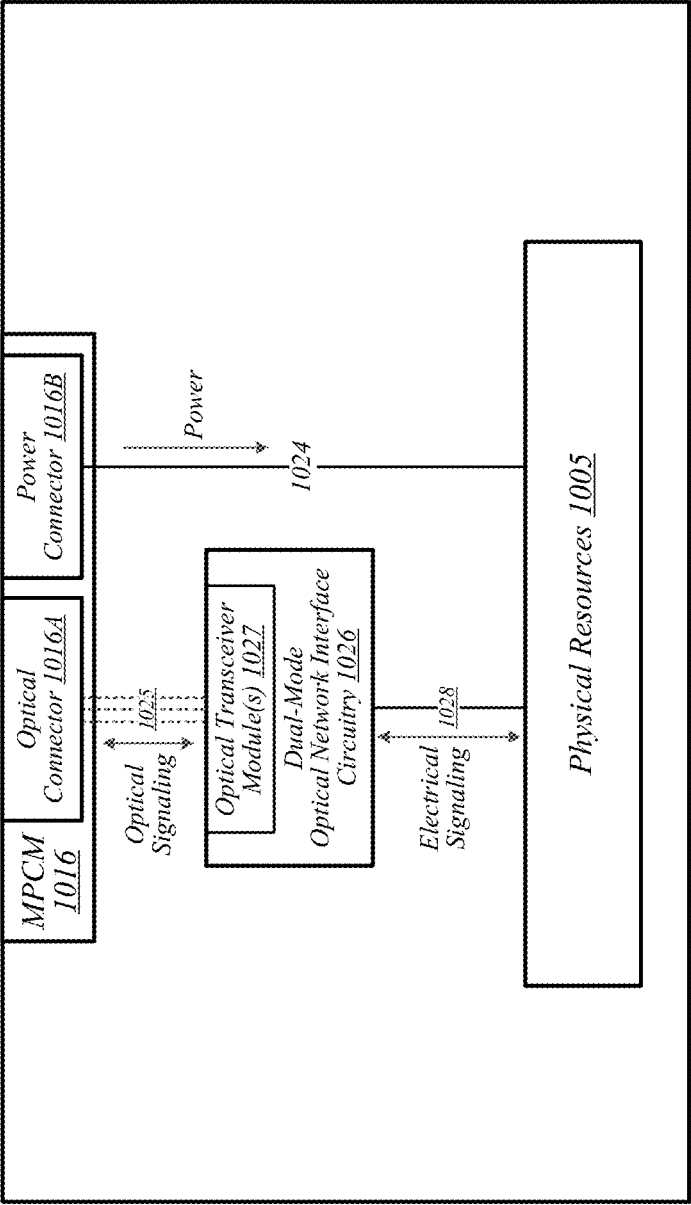 MPCM
1016
Optical
Connector 1016A
Power
Connector 1016B
Optical
Signaling
1025
Power
1024
Optical Transceiver
Module(s) 1027
Dual-Mode
Optical Network Interface
Circuitry 1026
Electrical
Signaling
1028
Physical Resources 1005